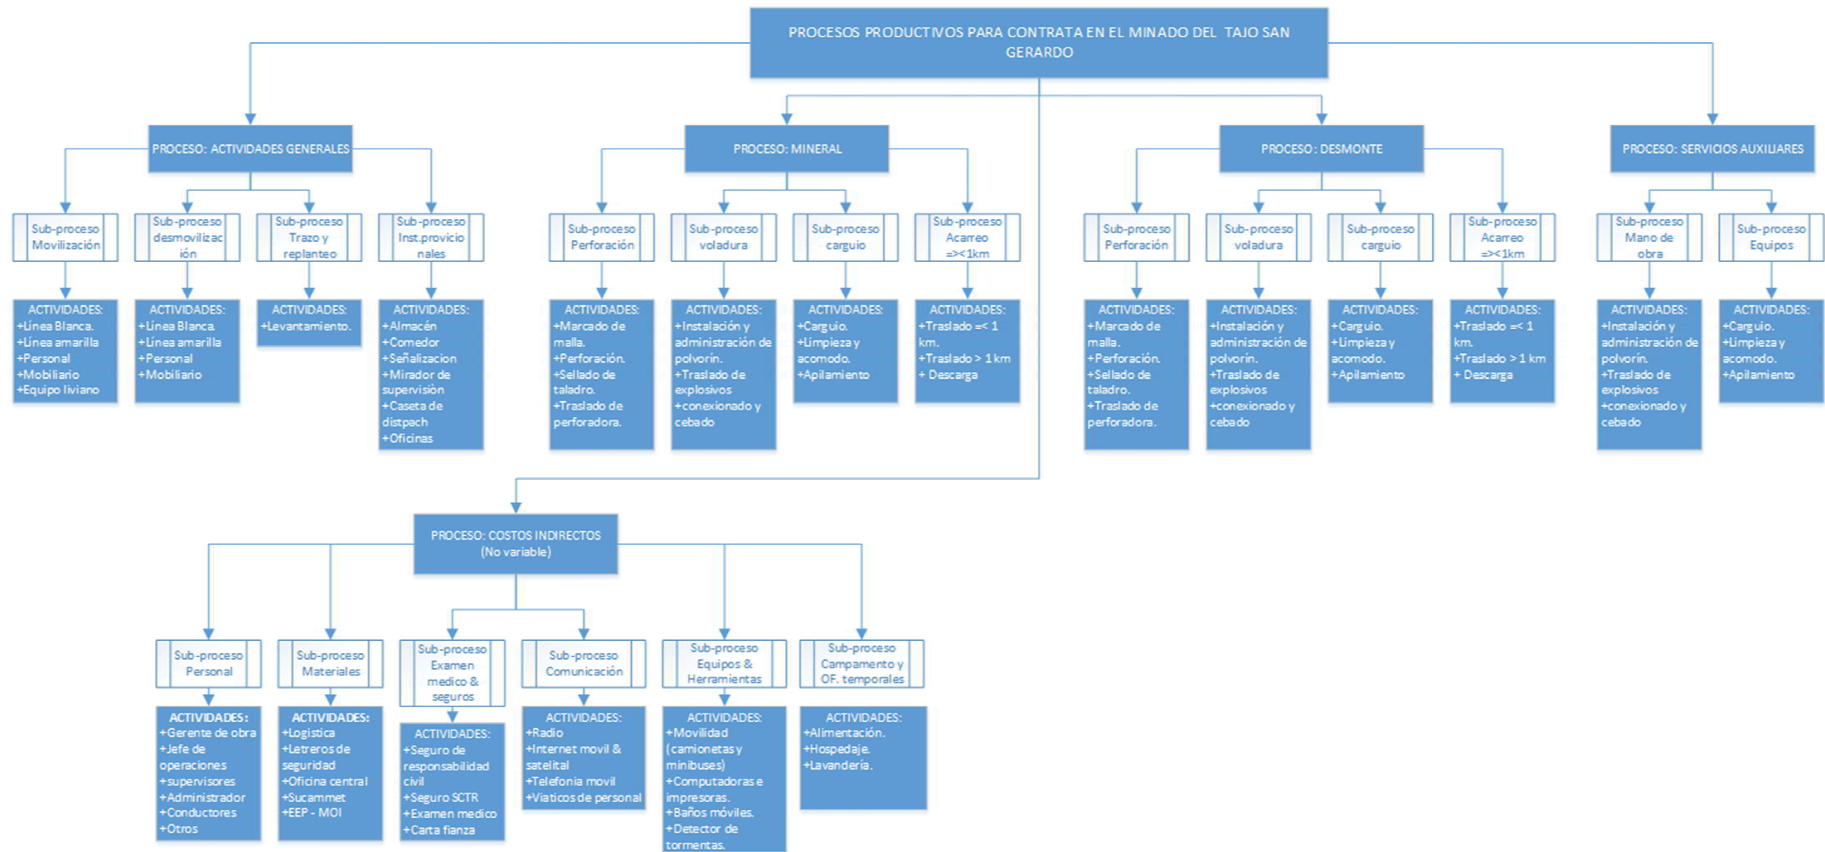 PROCESOS PRODUCTIVOS PARA CONTRATA EN EL MINADO DEL TAJO SAN
GERARDO
PROCESO: ACTIVIDADES GENERALES
PROCESO: MINERAL
PROCESO: DESMONTE
PROCESO: SERVICIOS AUXILIARES
Sub-proceso
Movilización
Sub-proceso
desmovilizac
ión
Sub-proceso
Trazo y
replanteo
Sub-proceso
Inst.provicio
nales
Sub-proceso
Perforación
Sub-proceso
voladura
Sub-proceso
carguio
Sub-proceso
Acarreo
=><1km
Sub-proceso
Perforación
Sub-proceso
voladura
Sub-proceso
carguio
Sub-proceso
Acarreo
=><1km
Sub-proceso
Mano de
obra
Sub-proceso
Equipos
ACTIVIDADES:
+Línea Blanca.
+Línea amarilla
+Personal
+Mobiliario
+Equipo liviano
ACTIVIDADES:
+Línea Blanca.
+Línea amarilla
+Personal
+Mobiliario
ACTIVIDADES:
+Levantamiento.
ACTIVIDADES:
+Almacén
+Comedor
+Señalizacion
+Mirador de
supervisiòn
+Caseta de
distpach
+Oficinas
ACTIVIDADES:
+Marcado de
malla.
+Perforación.
+Sellado de
taladro.
+Traslado de
perforadora.
ACTIVIDADES:
+Instalación y
administración de
polvorín.
+Traslado de
explosivos
+conexionado y
cebado
ACTIVIDADES:
+Carguio.
+Limpieza y
acomodo.
+Apilamiento
ACTIVIDADES:
+Traslado =< 1
km.
+Traslado > 1 km
+ Descarga
ACTIVIDADES:
+Marcado de
malla.
+Perforación.
+Sellado de
taladro.
+Traslado de
perforadora.
ACTIVIDADES:
+Instalación y
administración de
polvorín.
+Traslado de
explosivos
+conexionado y
cebado
ACTIVIDADES:
+Carguio.
+Limpieza y
acomodo.
+Apilamiento
ACTIVIDADES:
+Traslado =< 1
km.
+Traslado > 1 km
+ Descarga
ACTIVIDADES:
+Instalación y
administración de
polvorín.
+Traslado de
explosivos
+conexionado y
cebado
ACTIVIDADES:
+Carguio.
+Limpieza y
acomodo.
+Apilamiento
PROCESO: COSTOS INDIRECTOS
(No variable)
Sub-proceso
Personal
Sub-proceso
Materiales
Sub-proceso
Examen
medico &
seguros
Sub-proceso
Comunicación
Sub-proceso
Equipos &
Herramientas
Sub-proceso
Campamento y
OF. temporales
ACTIVIDADES:
+Gerente de obra
+Jefe de
operaciones
+supervisores
+Administrador
+Conductores
+Otros
ACTIVIDADES:
+Logistica
+Letreros de
seguridad
+Oficina central
+Sucammet
+EEP - MOI
ACTIVIDADES:
+Seguro de
responsabilidad
civil
+Seguro SCTR
+Examen medico
+Carta fianza
ACTIVIDADES:
+Radio
+Internet movil &
satelital
+Telefonia movil
+Viaticos de personal
ACTIVIDADES:
+Movilidad
(camionetas y
minibuses)
+Computadoras e
impresoras.
+Baños móviles.
+Detector de
tormentas.
ACTIVIDADES:
+Alimentación.
+Hospedaje.
+Lavandería.